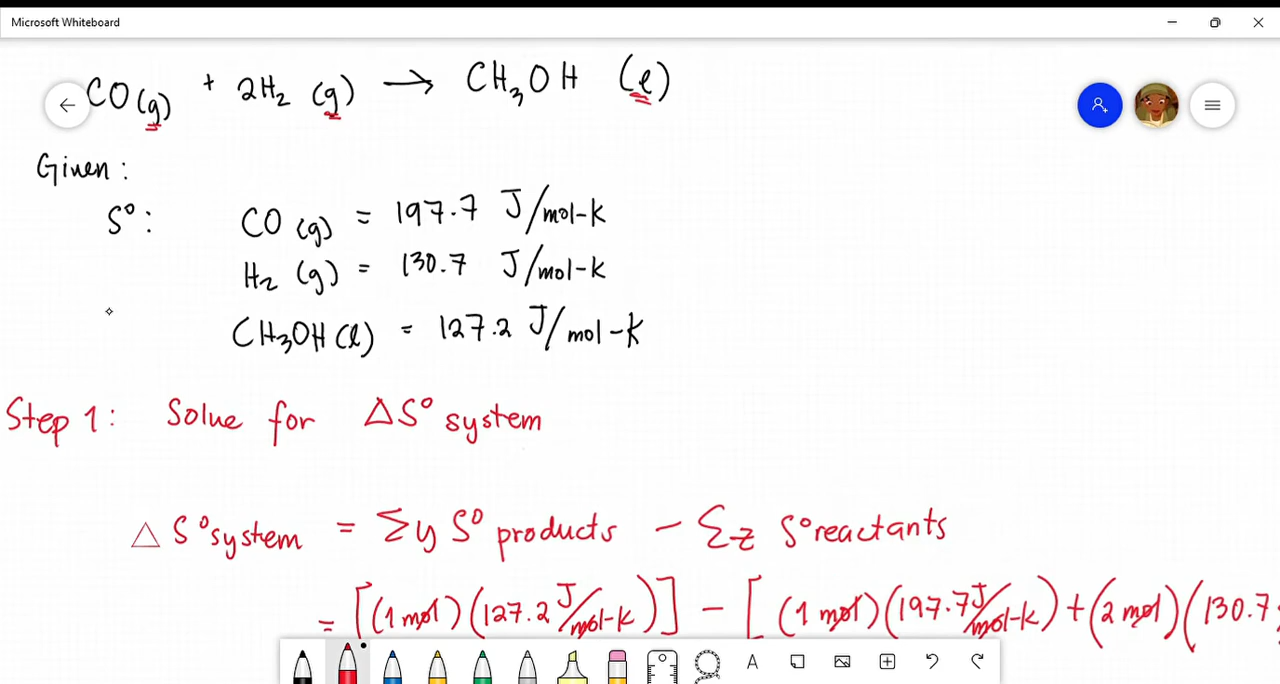 Microsoft Whiteboard
CO(g) + 2H₂ (g) → CH₃OH (l)
Given:
S°: CO (g) = 197.7 J/mol-K
H₂ (g) = 130.7 J/mol-K
CH₃OH (l) = 127.2 J/mol-K
Step 1: Solve for △S° system
△S°system = Σy S° products − Σz S° reactants
= [(1 mol)(127.2 J/mol-K)] − [(1 mol)(197.7 J/mol-K) + (2 mol)(130.7
A